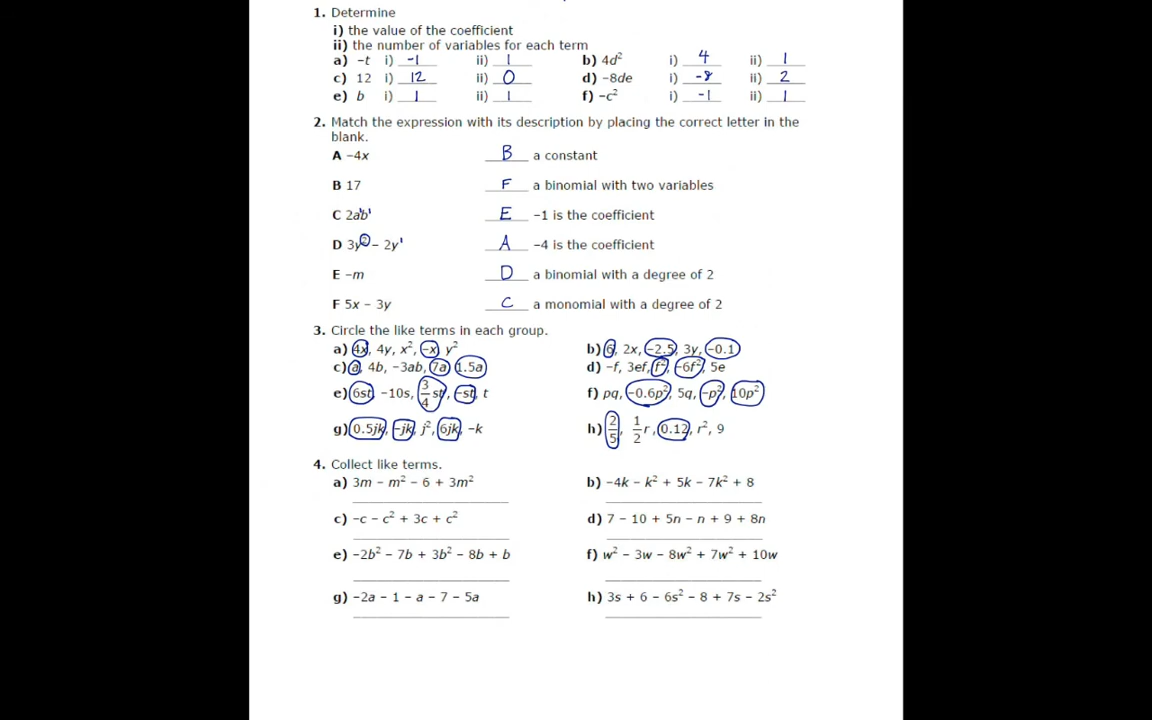 1. Determine
i) the value of the coefficient
ii) the number of variables for each term
a) -t i) -1 ii) 1 b) 4d² i) 4 ii) 1
c) 12 i) 12 ii) 0 d) -8de i) -8 ii) 2
e) b i) 1 ii) 1 f) -c² i) -1 ii) 1
2. Match the expression with its description by placing the correct letter in the
blank.
A -4x B a constant
B 17 F a binomial with two variables
C 2a¹b¹ E -1 is the coefficient
D 3y² - 2y¹ A -4 is the coefficient
E -m D a binomial with a degree of 2
F 5x - 3y C a monomial with a degree of 2
3. Circle the like terms in each group.
a) 4x, 4y, x², -x, y² b) 6, 2x, -2.5, 3y, -0.1
c) a, 4b, -3ab, 7a, 1.5a d) -f, 3ef, f², -6f², 5e
e) 6st, -10s, 3/4 st, -st, t f) pq, -0.6p², 5q, -p², 10p²
g) 0.5jk, -jk, j², 6jk, -k h) 2/5, 1/2 r, 0.12, r², 9
4. Collect like terms.
a) 3m - m² - 6 + 3m² b) -4k - k² + 5k - 7k² + 8
c) -c - c² + 3c + c² d) 7 - 10 + 5n - n + 9 + 8n
e) -2b² - 7b + 3b² - 8b + b f) w² - 3w - 8w² + 7w² + 10w
g) -2a - 1 - a - 7 - 5a h) 3s + 6 - 6s² - 8 + 7s - 2s²